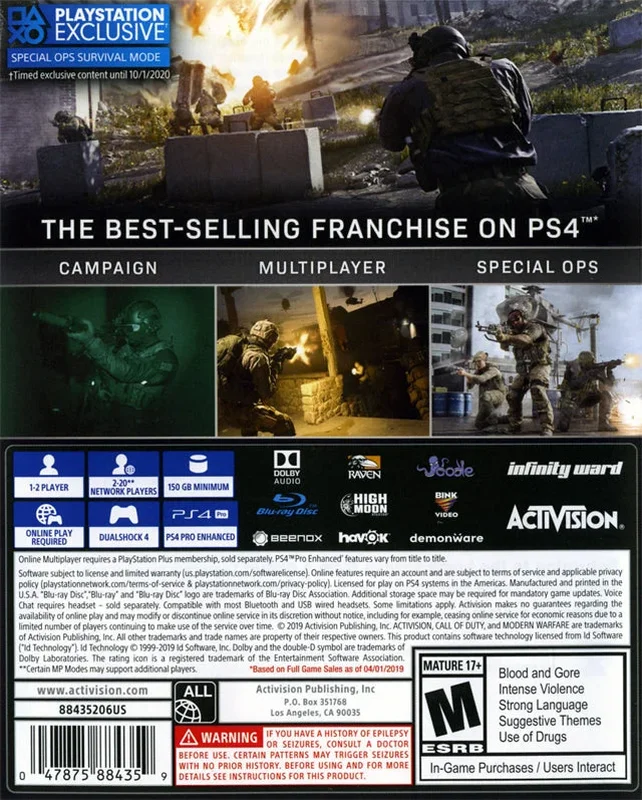 PLAYSTATION
EXCLUSIVE†
SPECIAL OPS SURVIVAL MODE
†Timed exclusive content until 10/1/2020
THE BEST-SELLING FRANCHISE ON PS4™*
CAMPAIGN MULTIPLAYER SPECIAL OPS
1-2 PLAYER
2-20**
NETWORK PLAYERS
150 GB MINIMUM
ONLINE PLAY
REQUIRED
DUALSHOCK 4
PS4 Pro
PS4 PRO ENHANCED
DOLBY
AUDIO
RAVEN
oodle
infinity ward
Blu-ray Disc™
HIGH
MOON
BINK
VIDEO
ACTIVISION®
BEENOX
havok
demonware
Online Multiplayer requires a PlayStation Plus membership, sold separately. PS4™Pro Enhanced' features vary from title to title.
Software subject to license and limited warranty (us.playstation.com/softwarelicense). Online features require an account and are subject to terms of service and applicable privacy
policy (playstationnetwork.com/terms-of-service & playstationnetwork.com/privacy-policy). Licensed for play on PS4 systems in the Americas. Manufactured and printed in the
U.S.A. "Blu-ray Disc","Blu-ray" and "Blu-ray Disc" logo are trademarks of Blu-ray Disc Association. Additional storage space may be required for mandatory game updates. Voice
Chat requires headset – sold separately. Compatible with most Bluetooth and USB wired headsets. Some limitations apply. Activision makes no guarantees regarding the
availability of online play and may modify or discontinue online service in its discretion without notice, including for example, ceasing online service for economic reasons due to a
limited number of players continuing to make use of the service over time. © 2019 Activision Publishing, Inc. ACTIVISION, CALL OF DUTY, and MODERN WARFARE are trademarks
of Activision Publishing, Inc. All other trademarks and trade names are property of their respective owners. This product contains software technology licensed from Id Software
("Id Technology"). Id Technology © 1999-2019 Id Software, Inc. Dolby and the double-D symbol are trademarks of
Dolby Laboratories. The rating icon is a registered trademark of the Entertainment Software Association.
**Certain MP Modes may support additional players. *Based on Full Game Sales as of 04/01/2019
www.activision.com
88435206US
ALL
Activision Publishing, Inc
P.O. Box 351768
Los Angeles, CA 90035
WARNING IF YOU HAVE A HISTORY OF EPILEPSY
OR SEIZURES, CONSULT A DOCTOR
BEFORE USE. CERTAIN PATTERNS MAY TRIGGER SEIZURES
WITH NO PRIOR HISTORY. BEFORE USING AND FOR MORE
DETAILS SEE INSTRUCTIONS FOR THIS PRODUCT.
0 47875 88435 9
MATURE 17+
M
ESRB
Blood and Gore
Intense Violence
Strong Language
Suggestive Themes
Use of Drugs
In-Game Purchases / Users Interact